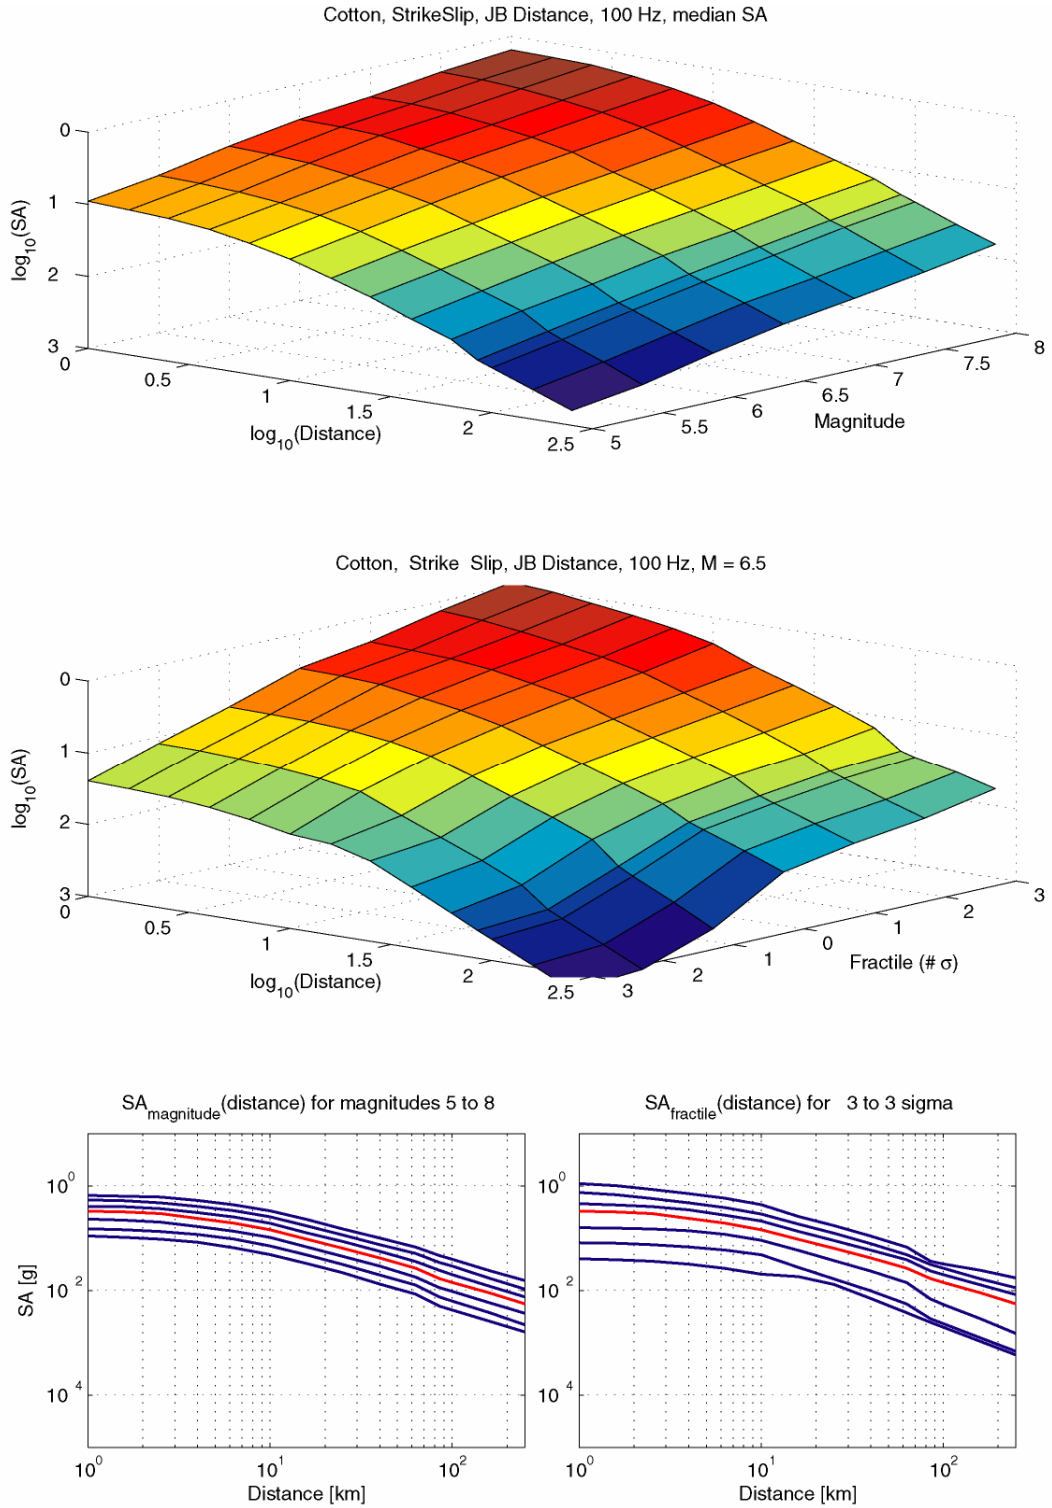 Cotton, StrikeSlip, JB Distance, 100 Hz, median SA
0
1
2
3
log10(SA)
0
0.5
1
1.5
2
2.5
log10(Distance)
5
5.5
6
6.5
7
7.5
8
Magnitude
Cotton, Strike Slip, JB Distance, 100 Hz, M = 6.5
0
1
2
3
log10(SA)
0
0.5
1
1.5
2
2.5
log10(Distance)
3
2
1
0
1
2
3
Fractile (# σ)
SAmagnitude(distance) for magnitudes 5 to 8
10^0
10^2
10^4
SA [g]
10^0 10^1 10^2
Distance [km]
SAfractile(distance) for 3 to 3 sigma
10^0
10^2
10^4
10^0 10^1 10^2
Distance [km]